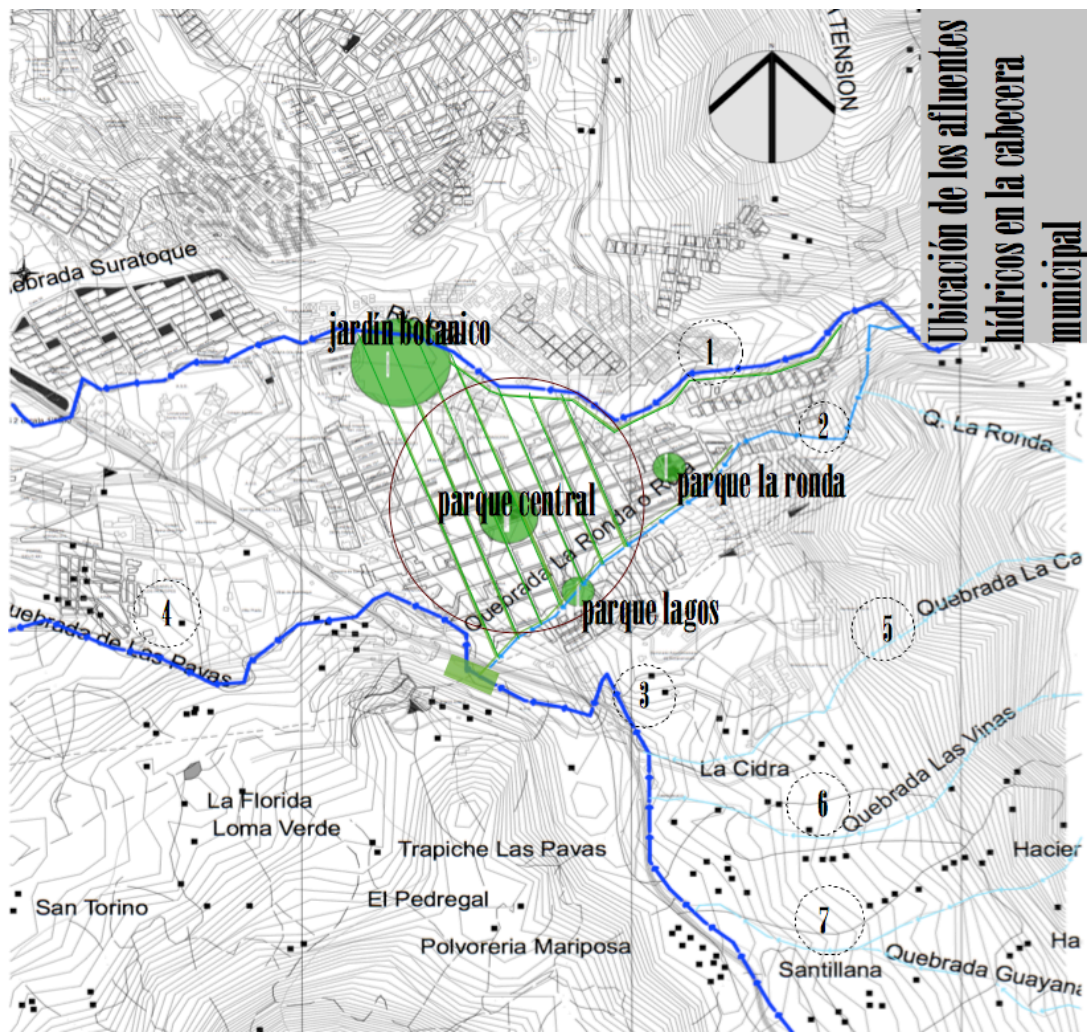 Ubicación de los afluentes
hídricos en la cabecera
municipal
TENSION
ebrada Suratoque
jardín botanico
1
2
Q. La Ronda
parque la ronda
parque central
Quebrada La Ronda o
parque lagos
4
uebrada de Las Pavas
5
Quebrada La Ca
3
La Cidra
Quebrada Las Vinas
6
La Florida
Loma Verde
Trapiche Las Pavas
Hacier
El Pedregal
San Torino
7
Polvoreria Mariposa
Ha
Santillana
Quebrada Guayana